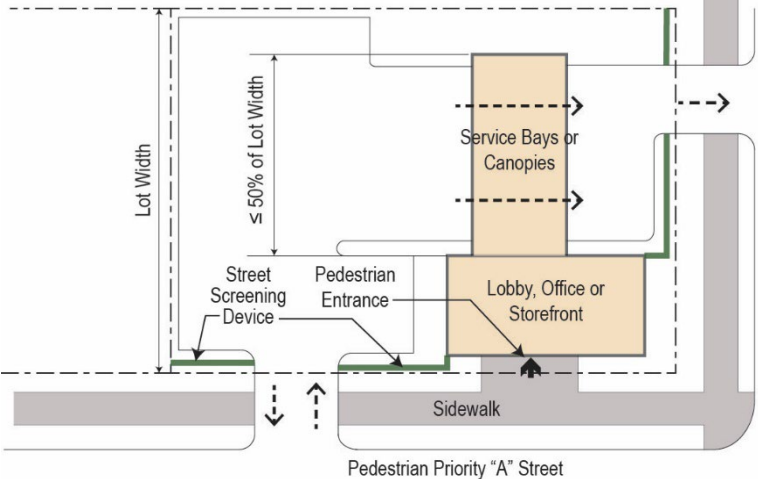 Lot Width
≤ 50% of Lot Width
Service Bays or
Canopies
Street
Screening
Device
Pedestrian
Entrance
Lobby, Office or
Storefront
Sidewalk
Pedestrian Priority “A” Street